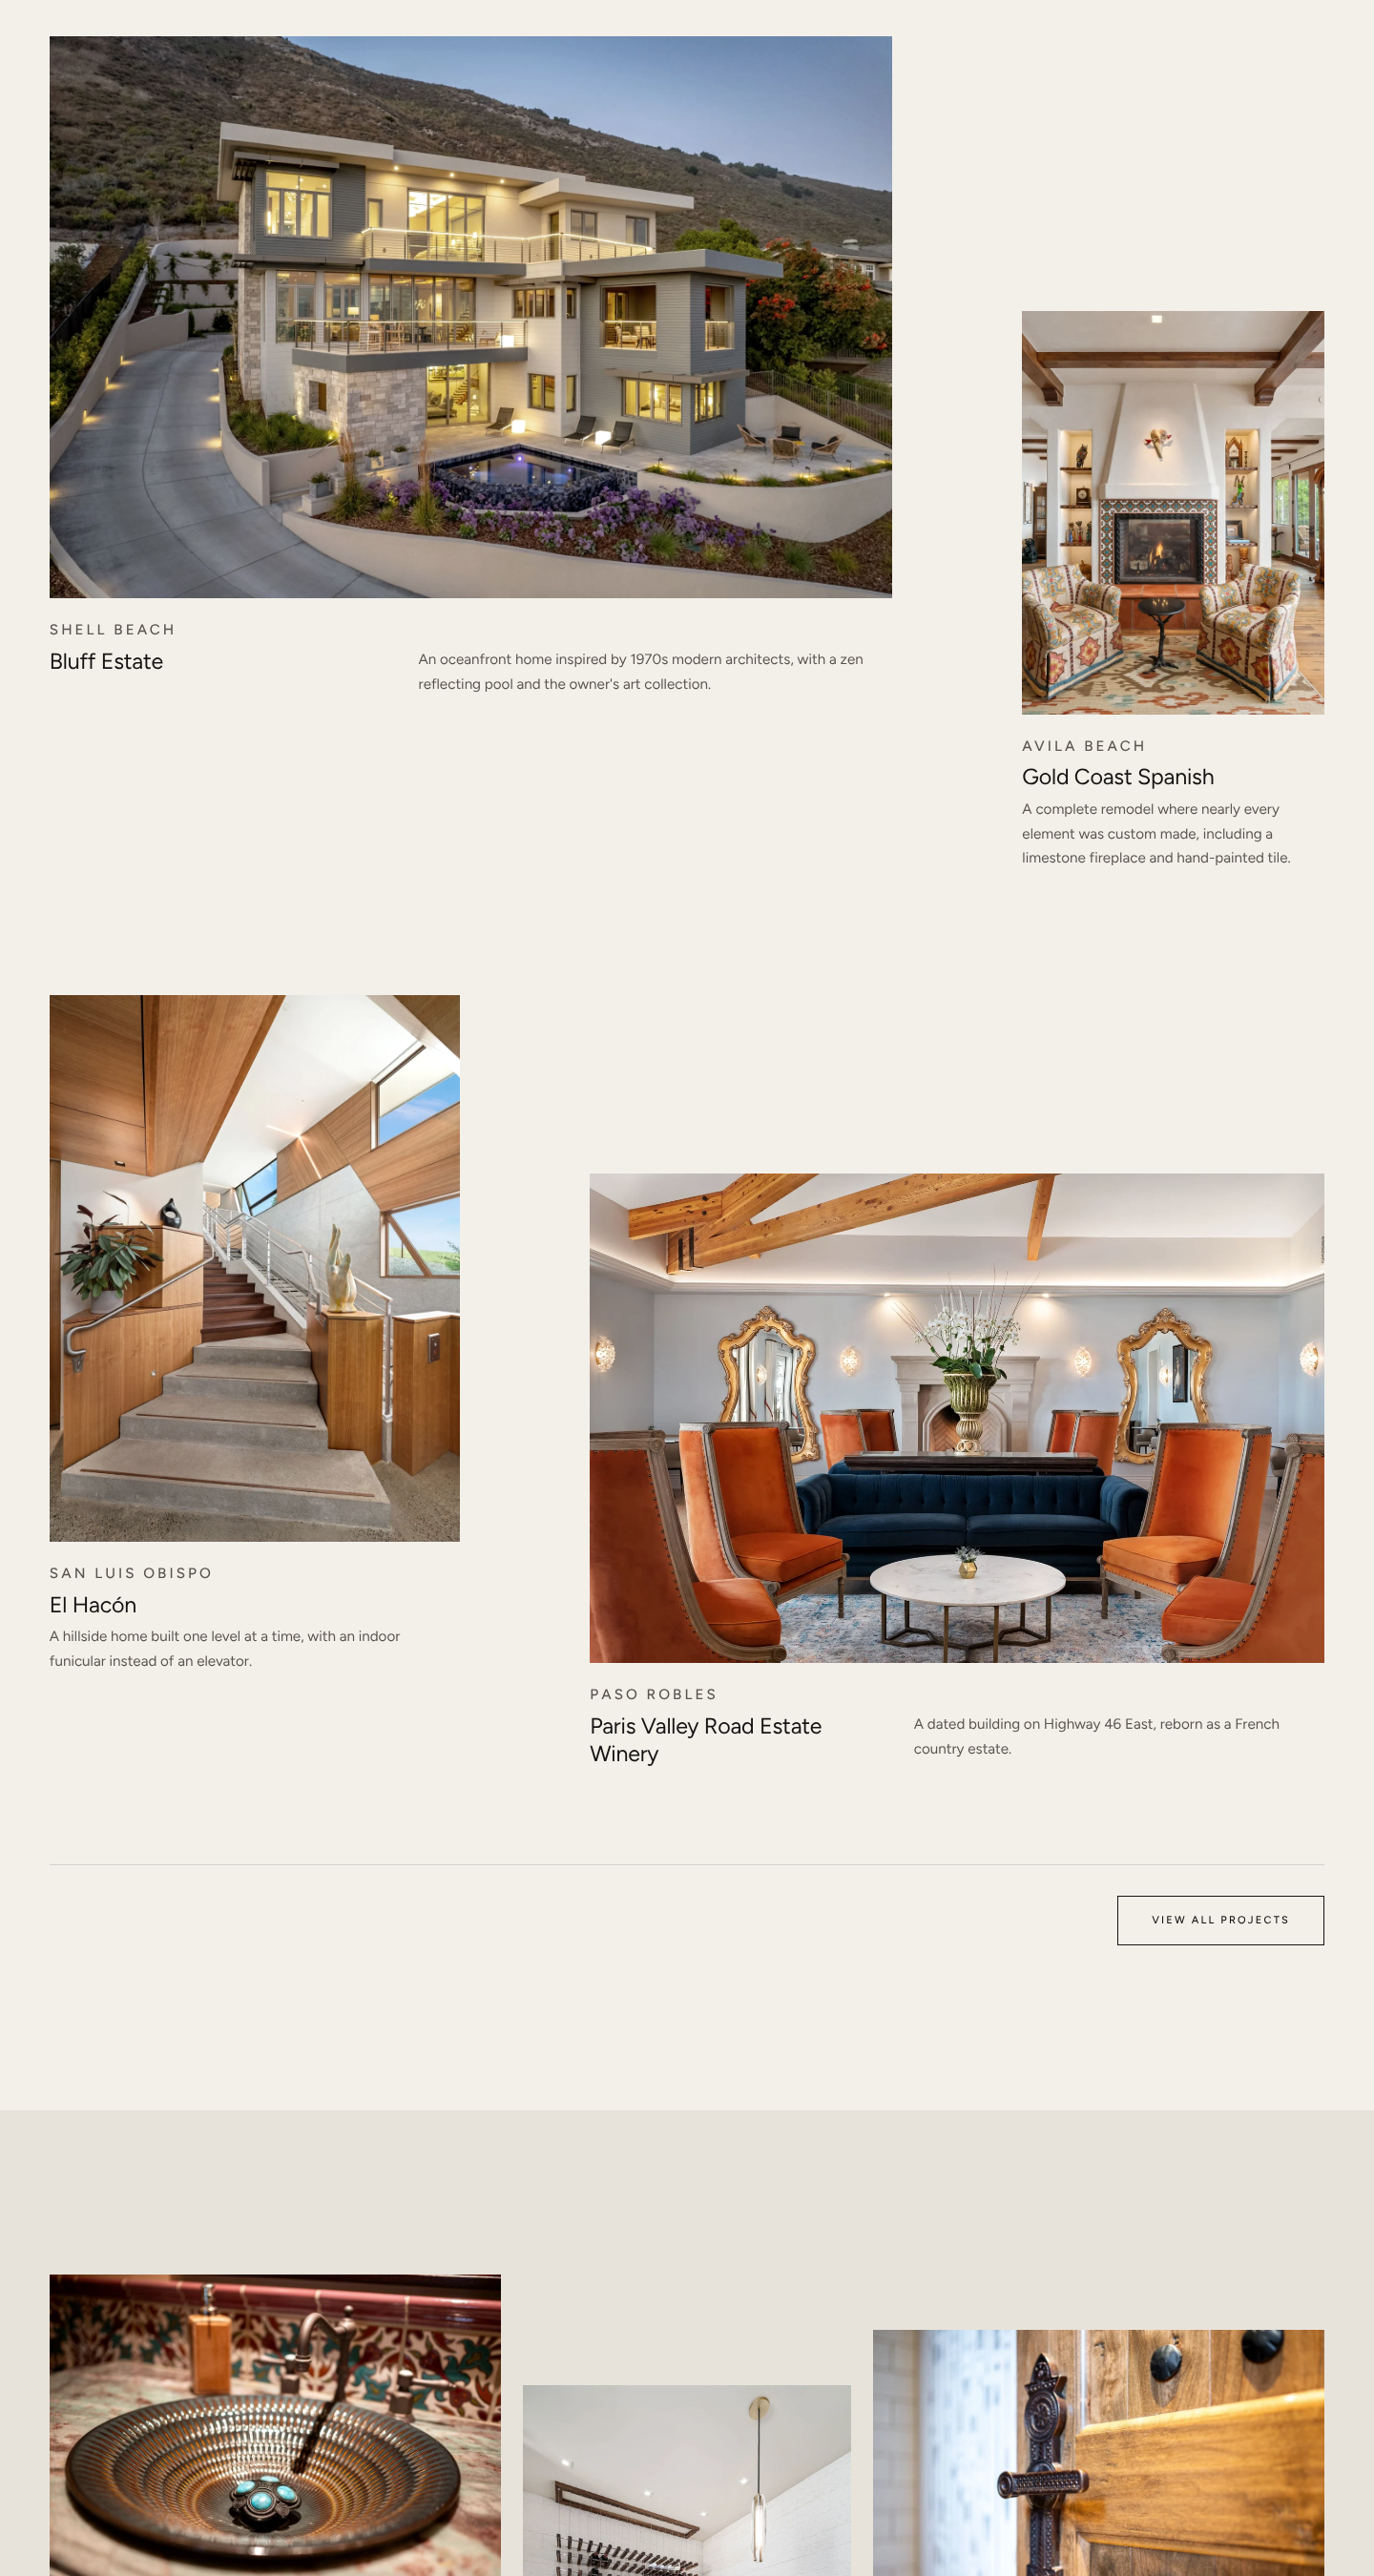 SHELL BEACH
Bluff Estate
An oceanfront home inspired by 1970s modern architects, with a zen
reflecting pool and the owner's art collection.
AVILA BEACH
Gold Coast Spanish
A complete remodel where nearly every
element was custom made, including a
limestone fireplace and hand-painted tile.
SAN LUIS OBISPO
El Hacón
A hillside home built one level at a time, with an indoor
funicular instead of an elevator.
PASO ROBLES
Paris Valley Road Estate
Winery
A dated building on Highway 46 East, reborn as a French
country estate.
VIEW ALL PROJECTS